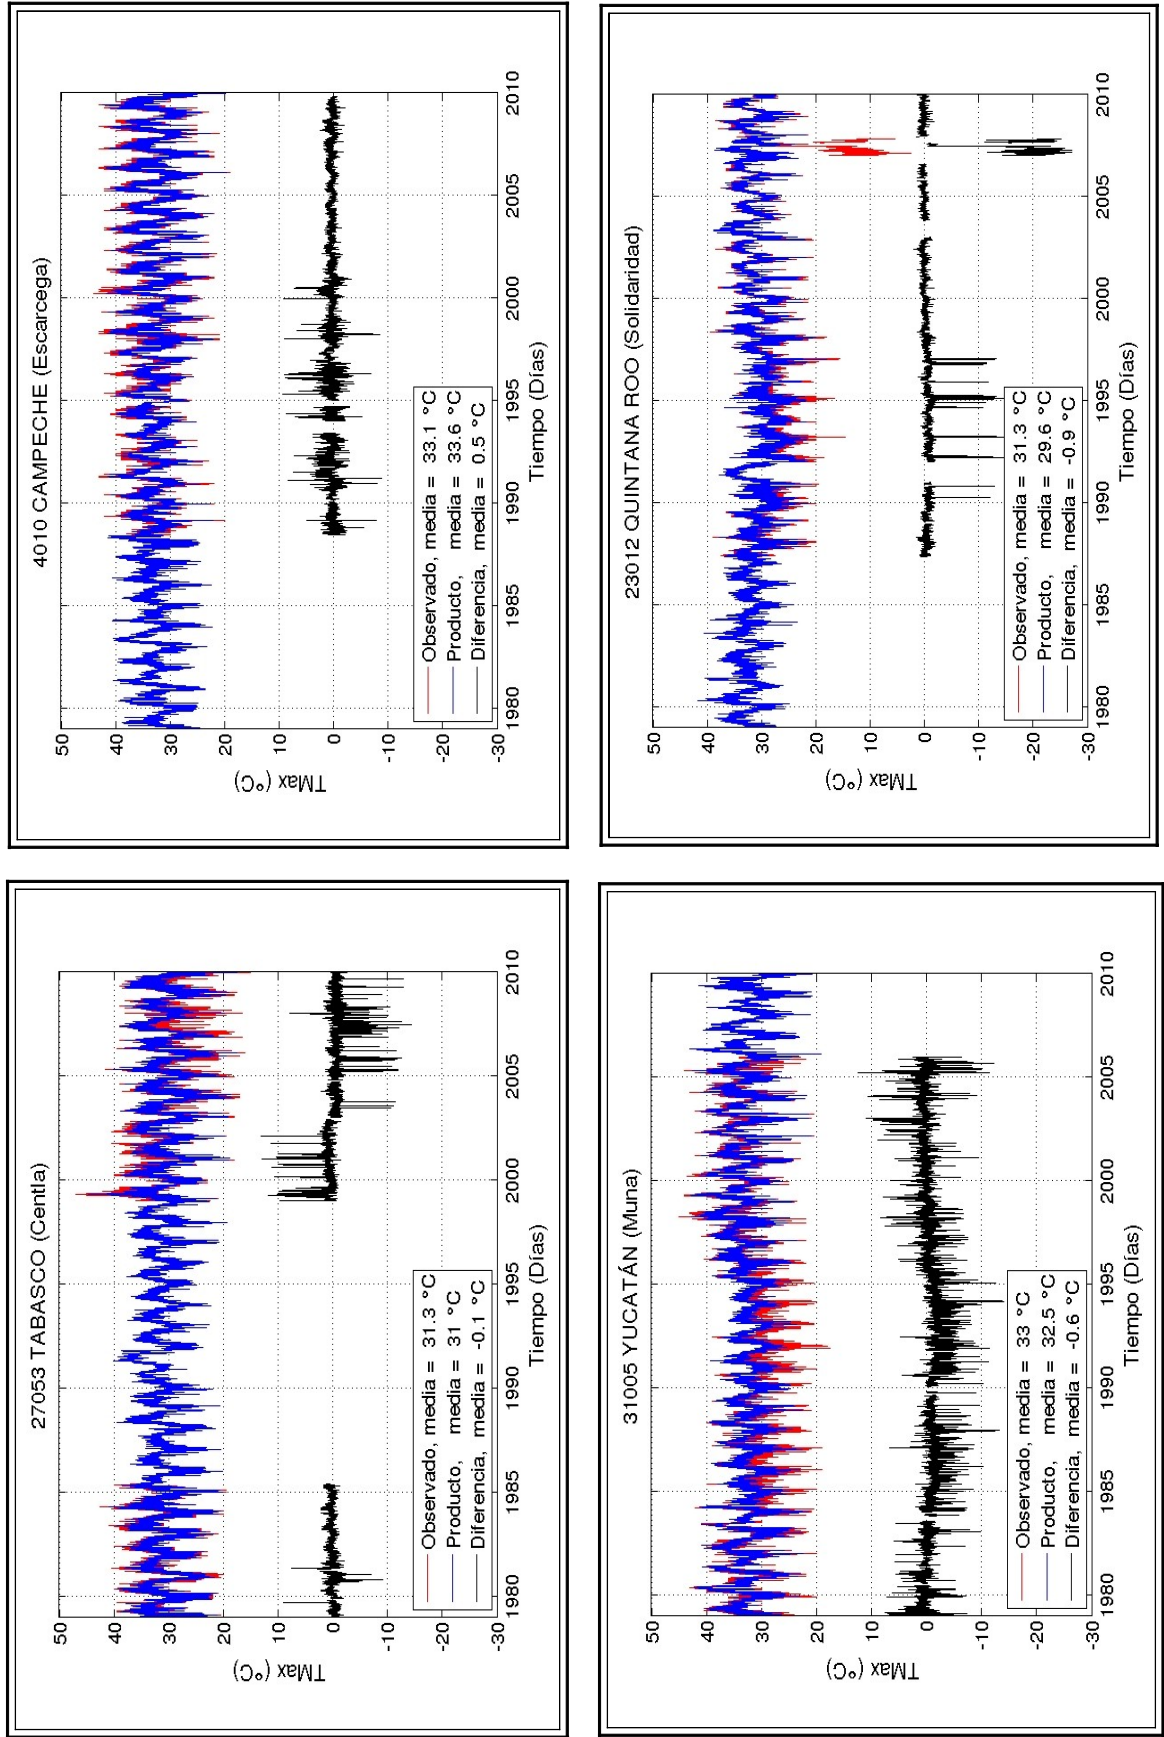 27053 TABASCO (Centla)
50
40
30
20
10
0
-10
-20
-30
TMax (°C)
1980
1985
1990
1995
2000
2005
2010
Tiempo (Días)
Observado, media = 31.3 °C
Producto, media = 31 °C
Diferencia, media = -0.1 °C
4010 CAMPECHE (Escarcega)
50
40
30
20
10
0
-10
-20
-30
TMax (°C)
1980
1985
1990
1995
2000
2005
2010
Tiempo (Días)
Observado, media = 33.1 °C
Producto, media = 33.6 °C
Diferencia, media = 0.5 °C
31005 YUCATÁN (Muna)
50
40
30
20
10
0
-10
-20
-30
TMax (°C)
1980
1985
1990
1995
2000
2005
2010
Tiempo (Días)
Observado, media = 33 °C
Producto, media = 32.5 °C
Diferencia, media = -0.6 °C
23012 QUINTANA ROO (Solidaridad)
50
40
30
20
10
0
-10
-20
-30
TMax (°C)
1980
1985
1990
1995
2000
2005
2010
Tiempo (Días)
Observado, media = 31.3 °C
Producto, media = 29.6 °C
Diferencia, media = -0.9 °C